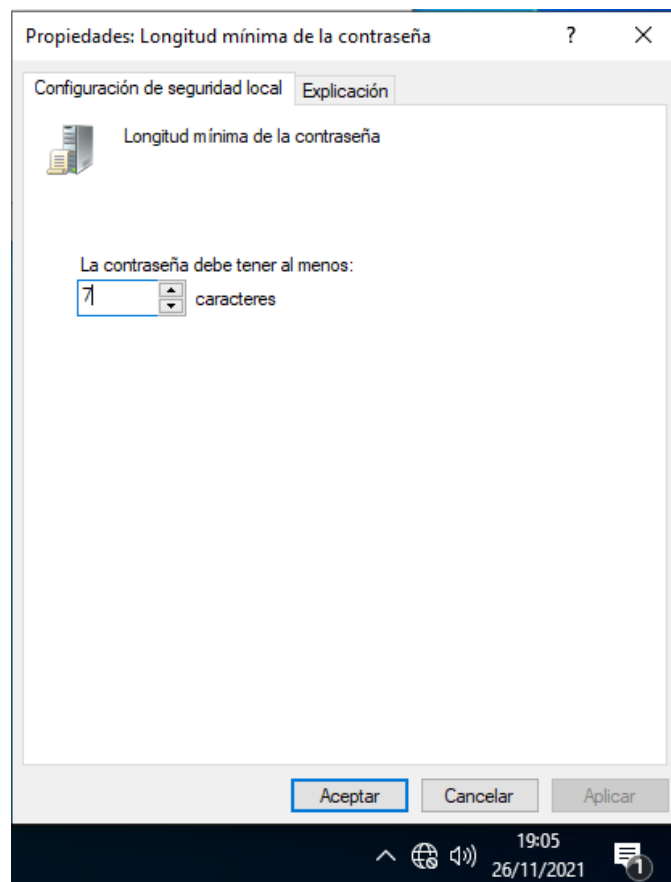 Propiedades: Longitud mínima de la contraseña ? ×
Configuración de seguridad local Explicación
Longitud mínima de la contraseña
La contraseña debe tener al menos:
7 caracteres
Aceptar Cancelar Aplicar
19:05
26/11/2021
1